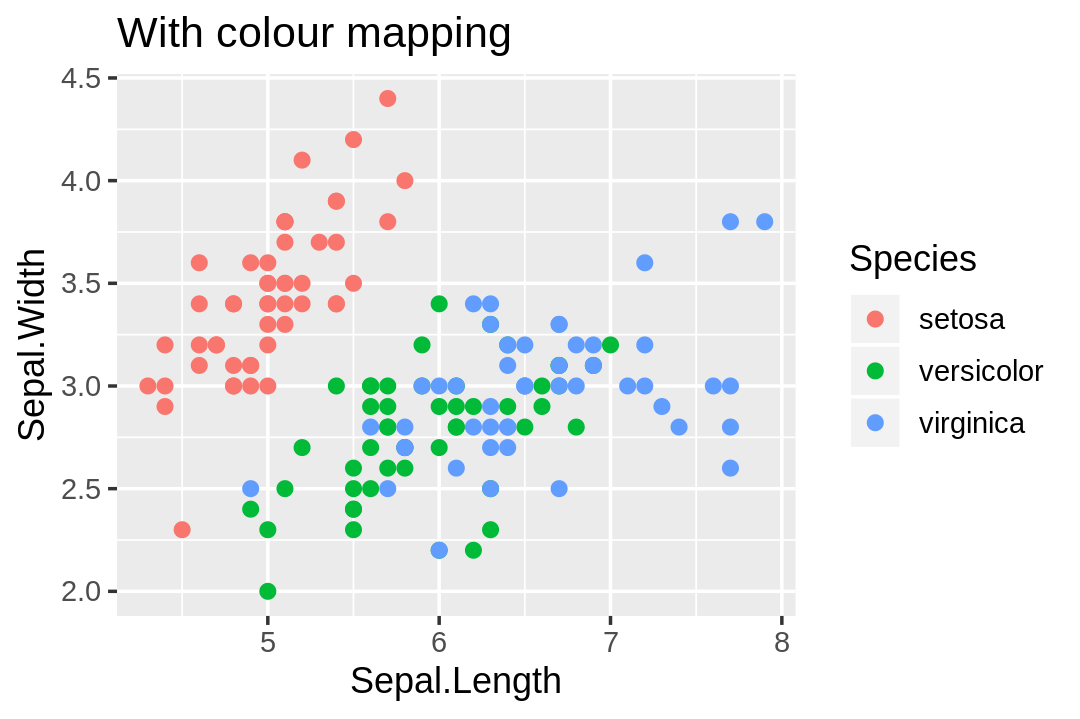 With colour mapping
4.5
4.0
3.5
3.0
2.5
2.0
Sepal.Width
5 6 7 8
Sepal.Length
Species
setosa
versicolor
virginica